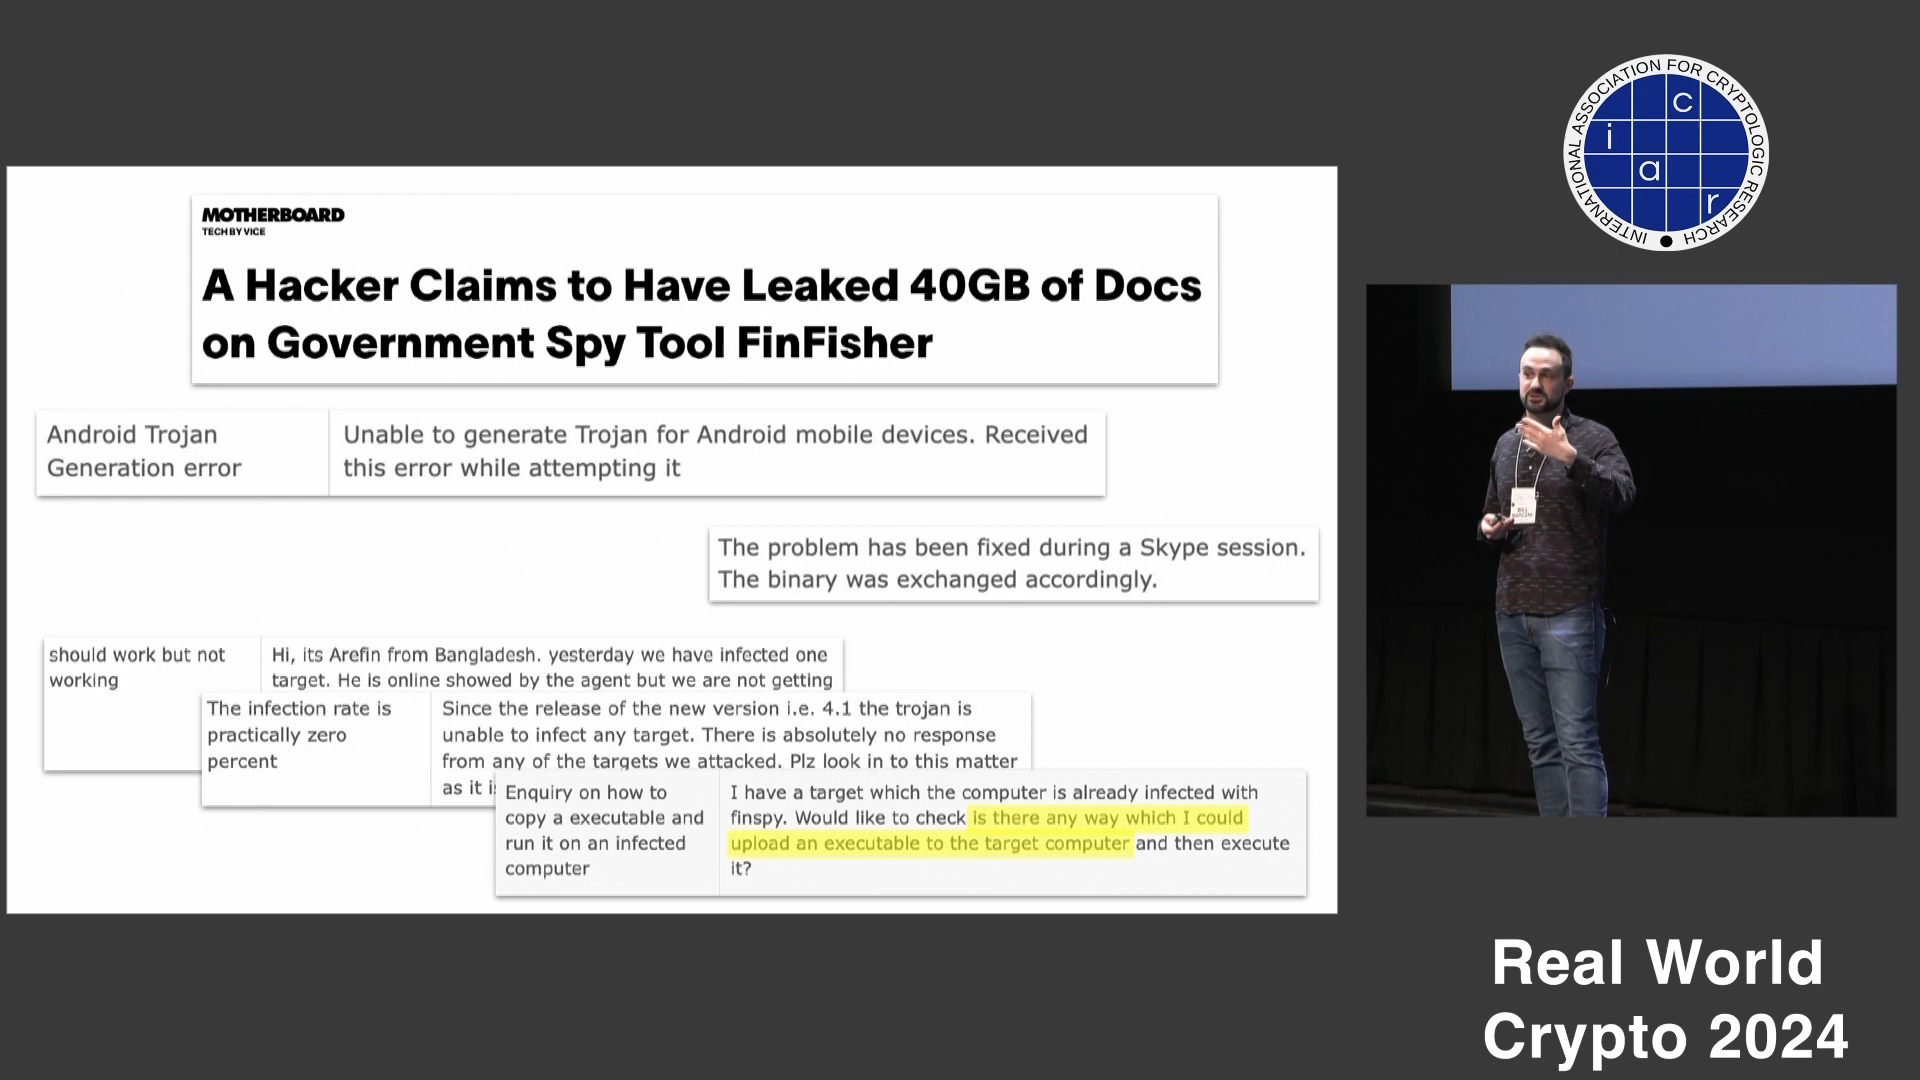 INTERNATIONAL ASSOCIATION FOR CRYPTOLOGIC RESEARCH
c
i
a
r
MOTHERBOARD
TECH BY VICE
A Hacker Claims to Have Leaked 40GB of Docs
on Government Spy Tool FinFisher
Android Trojan
Generation error
Unable to generate Trojan for Android mobile devices. Received
this error while attempting it
The problem has been fixed during a Skype session.
The binary was exchanged accordingly.
should work but not
working
Hi, its Arefin from Bangladesh. yesterday we have infected one
target. He is online showed by the agent but we are not getting
The infection rate is
practically zero
percent
Since the release of the new version i.e. 4.1 the trojan is
unable to infect any target. There is absolutely no response
from any of the targets we attacked. Plz look in to this matter
as it is
Enquiry on how to
copy a executable and
run it on an infected
computer
I have a target which the computer is already infected with
finspy. Would like to check is there any way which I could
upload an executable to the target computer and then execute
it?
BILL
Real World
Crypto 2024